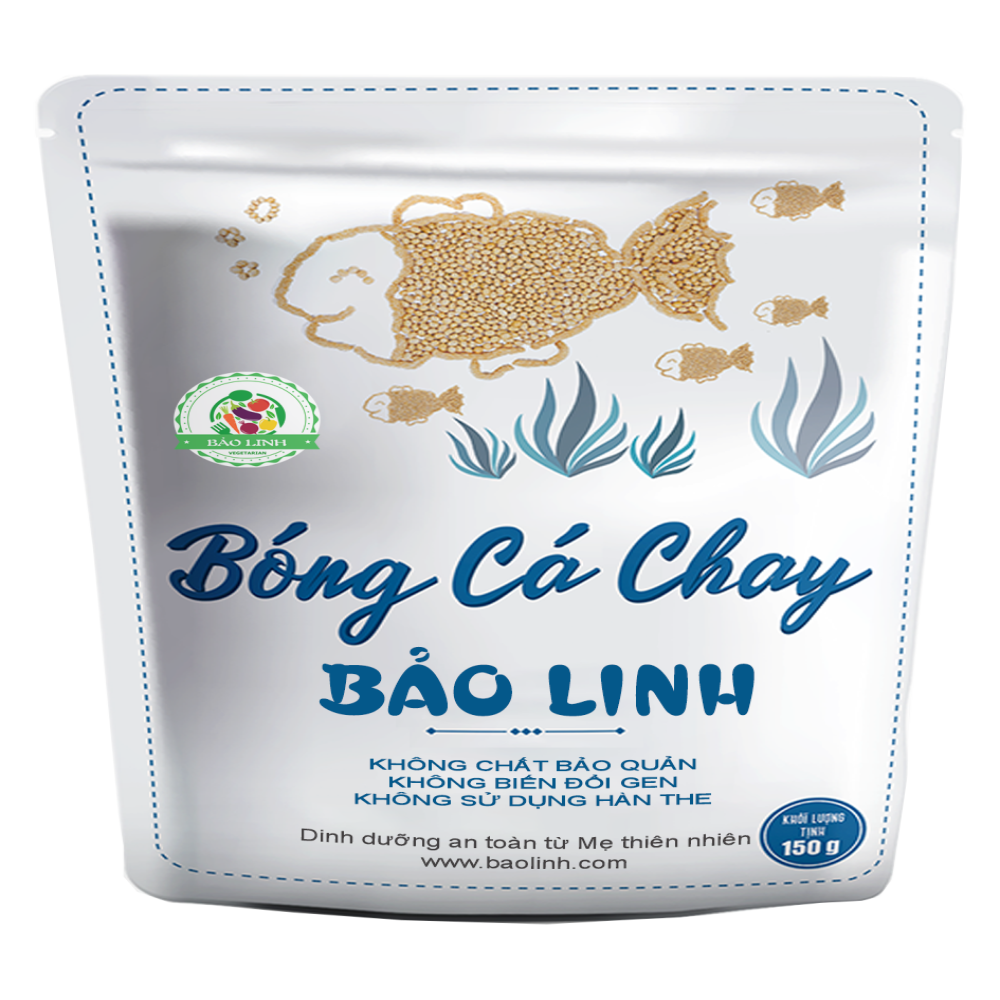 BẢO LINH
VEGETARIAN
Bóng Cá Chay
BẢO LINH
KHÔNG CHẤT BẢO QUẢN
KHÔNG BIẾN ĐỔI GEN
KHÔNG SỬ DỤNG HÀN THE
Dinh dưỡng an toàn từ Mẹ thiên nhiên
www.baolinh.com
KHỐI LƯỢNG
TỊNH
150 g